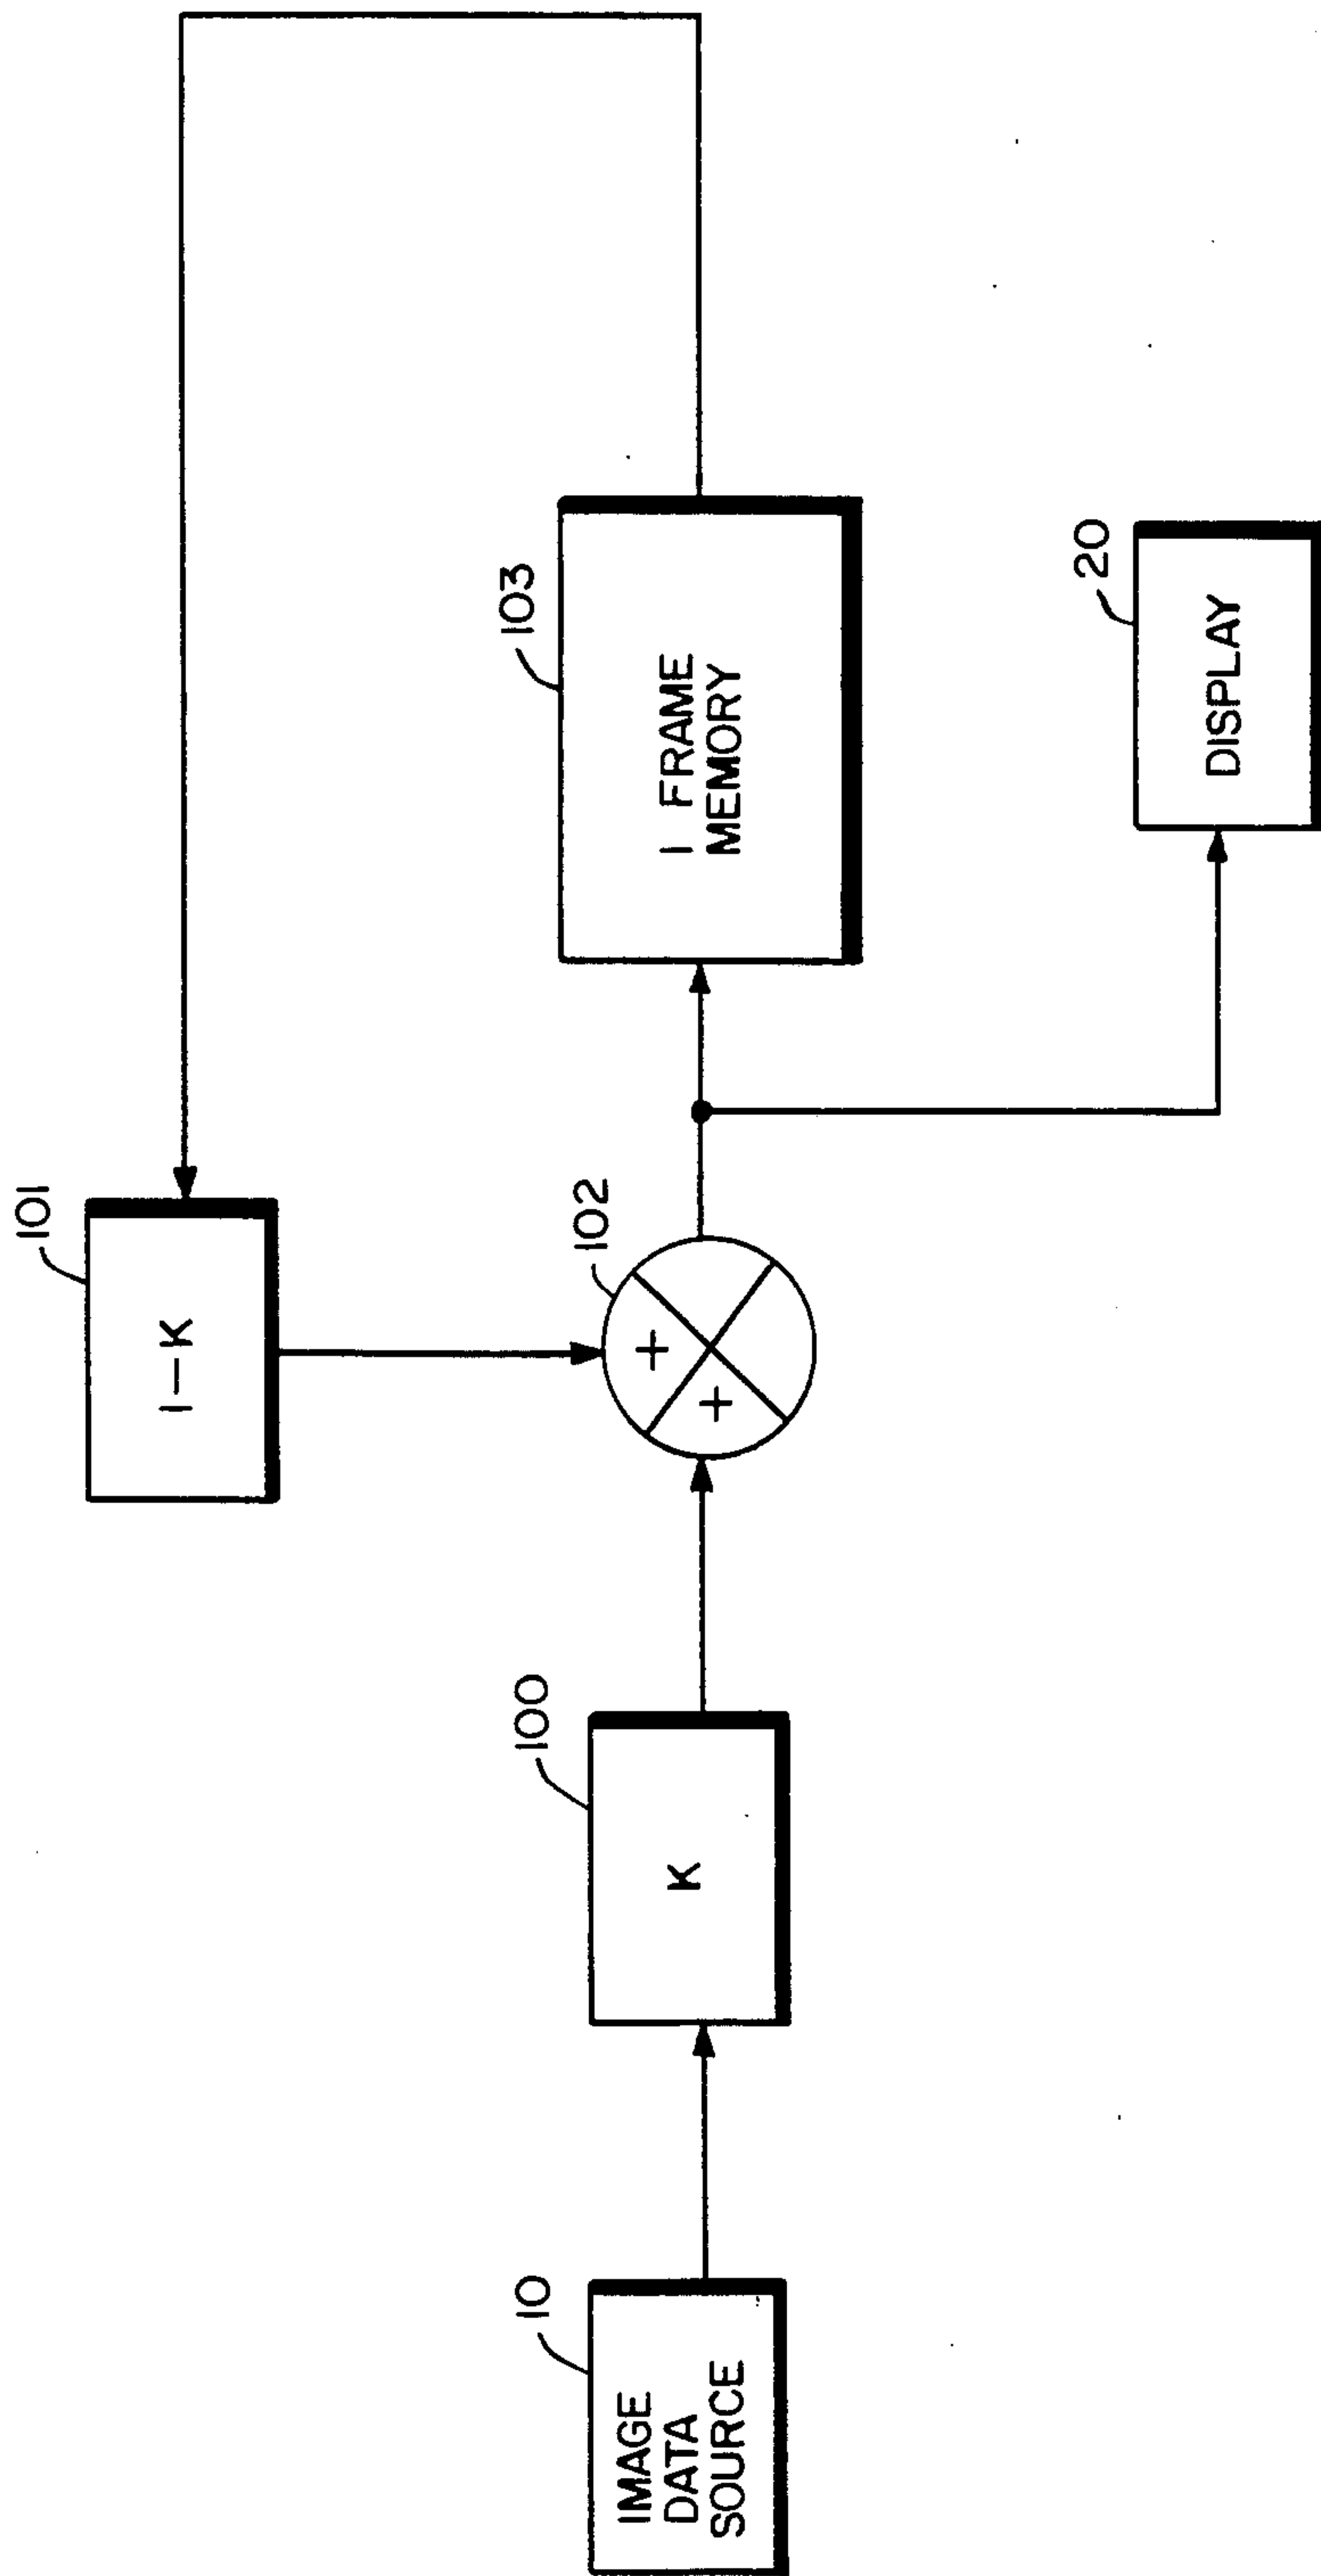 101
1-K
103
1 FRAME
MEMORY
102
100
K
10
IMAGE
DATA
SOURCE
+
+
20
DISPLAY